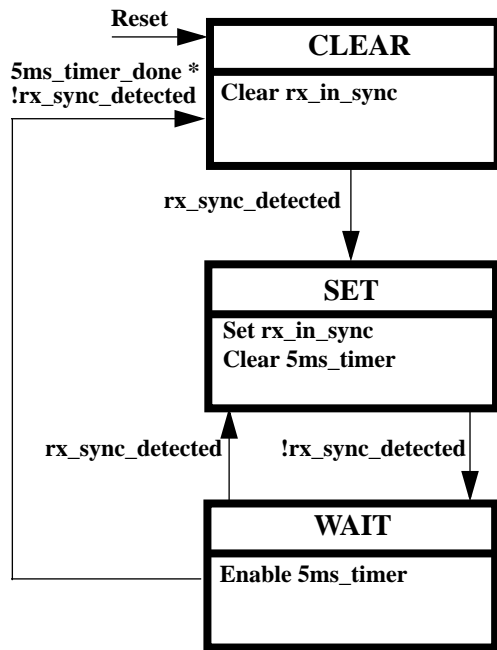 Reset
CLEAR
5ms_timer_done *
!rx_sync_detected
Clear rx_in_sync
rx_sync_detected
SET
Set rx_in_sync
Clear 5ms_timer
rx_sync_detected
!rx_sync_detected
WAIT
Enable 5ms_timer